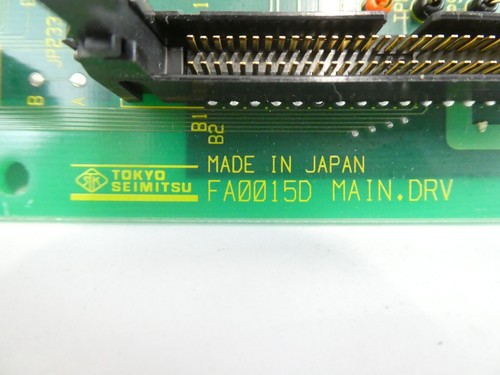 JP233
B
A
B1
B2
TOKYO
SEIMITSU
MADE IN JAPAN
FA0015D MAIN.DRV